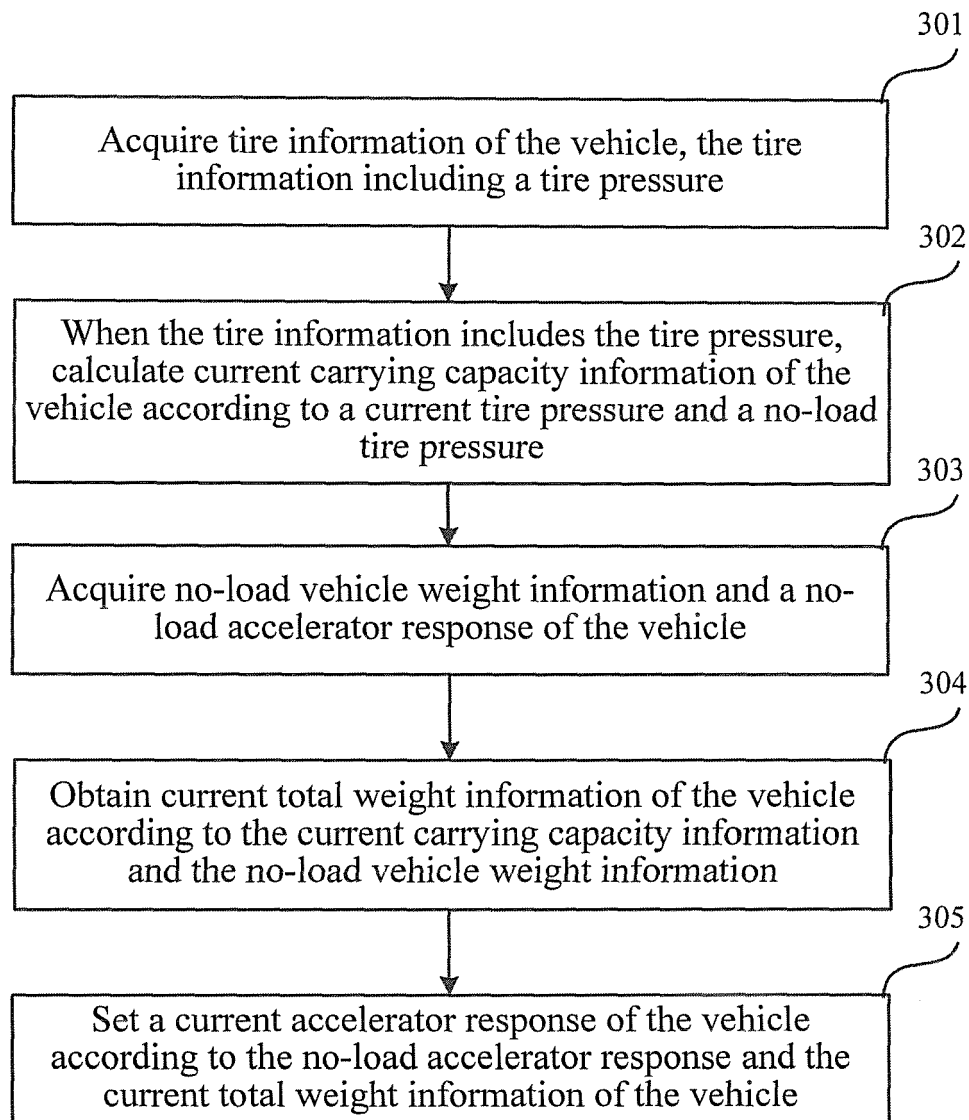 301
Acquire tire information of the vehicle, the tire
information including a tire pressure
302
When the tire information includes the tire pressure,
calculate current carrying capacity information of the
vehicle according to a current tire pressure and a no-load
tire pressure
303
Acquire no-load vehicle weight information and a no-
load accelerator response of the vehicle
304
Obtain current total weight information of the vehicle
according to the current carrying capacity information
and the no-load vehicle weight information
305
Set a current accelerator response of the vehicle
according to the no-load accelerator response and the
current total weight information of the vehicle